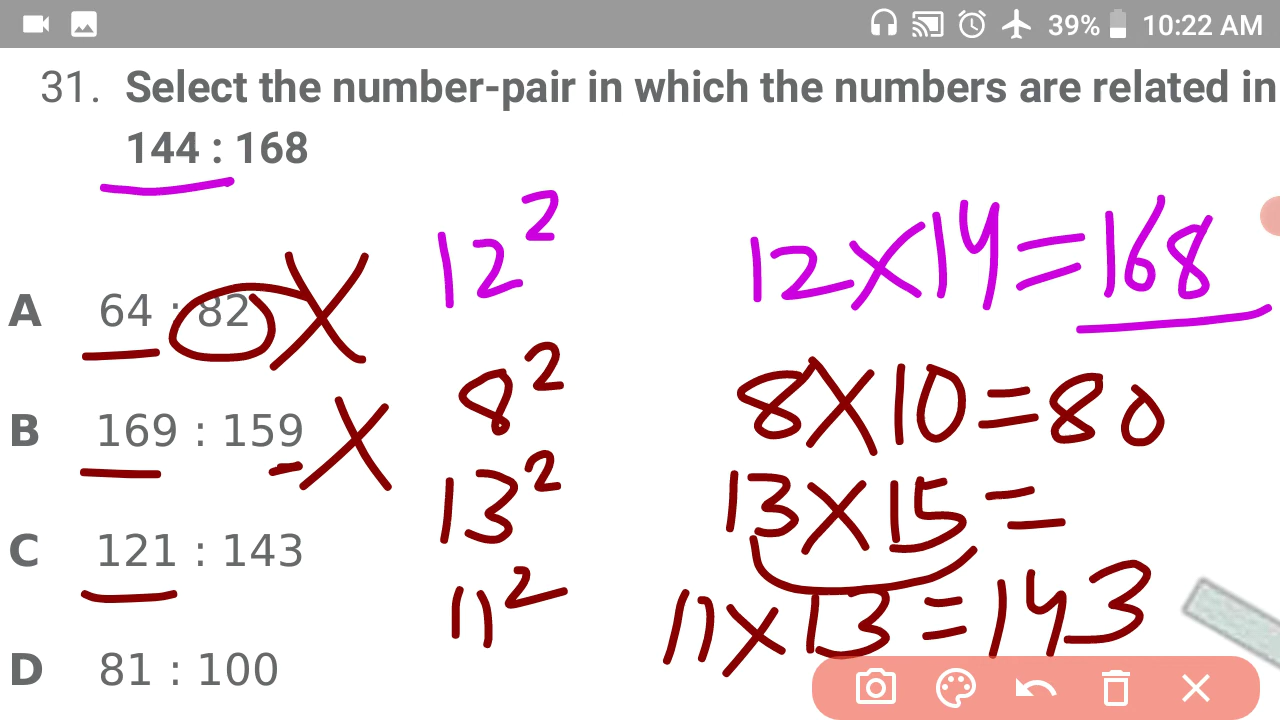 39% 10:22 AM
31. Select the number-pair in which the numbers are related in
144 : 168
12² 12×14=168
A 64 : 82 X
8² 8×10=80
B 169 : 159 X
13² 13×15=
C 121 : 143
11² 11×13=143
D 81 : 100